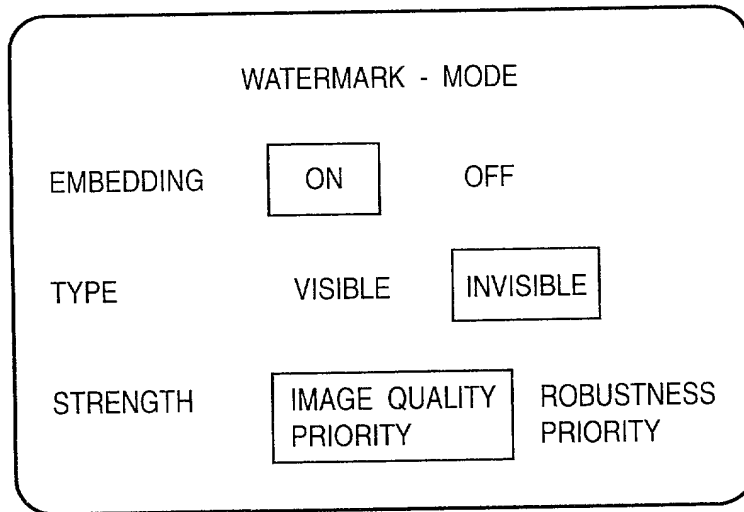 WATERMARK - MODE
EMBEDDING ON OFF
TYPE VISIBLE INVISIBLE
STRENGTH IMAGE QUALITY PRIORITY ROBUSTNESS PRIORITY